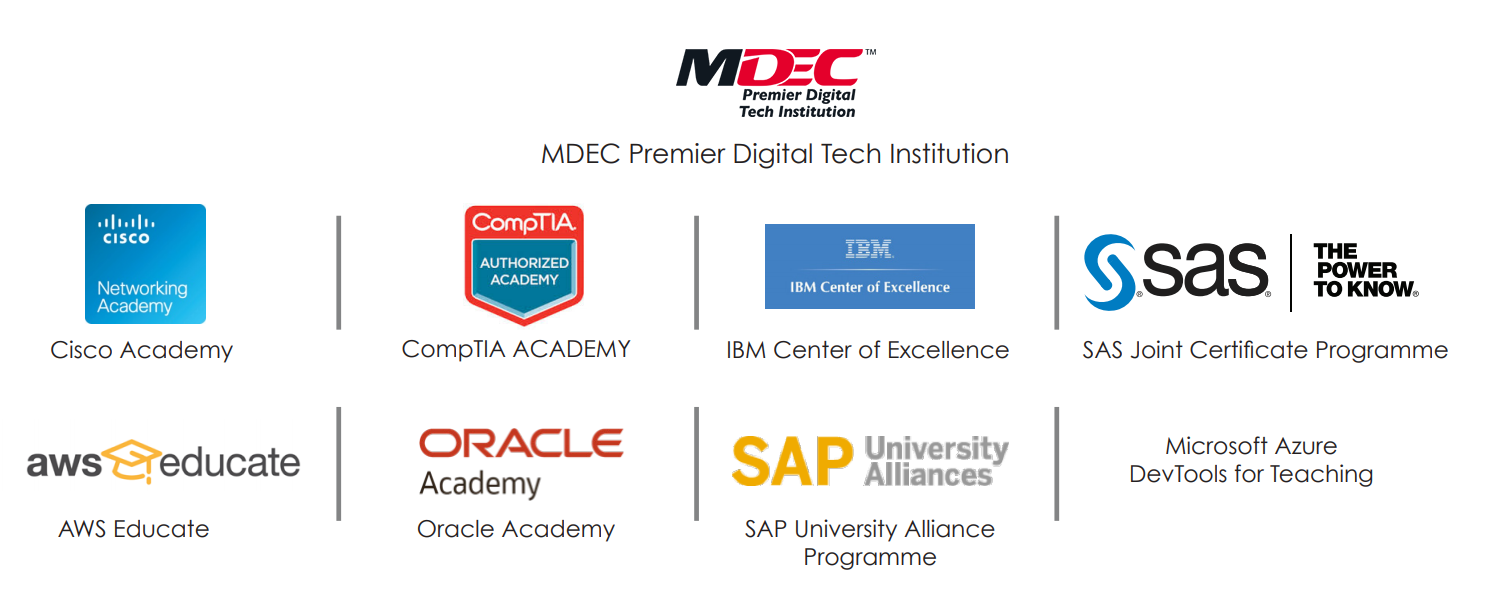 MDEC™
Premier Digital
Tech Institution
MDEC Premier Digital Tech Institution
CISCO
Networking
Academy
Cisco Academy
CompTIA.
AUTHORIZED
ACADEMY
CompTIA ACADEMY
IBM
IBM Center of Excellence
IBM Center of Excellence
sas®
THE
POWER
TO KNOW®
SAS Joint Certificate Programme
aws educate
AWS Educate
ORACLE
Academy
Oracle Academy
SAP University
Alliances
SAP University Alliance
Programme
Microsoft Azure
DevTools for Teaching